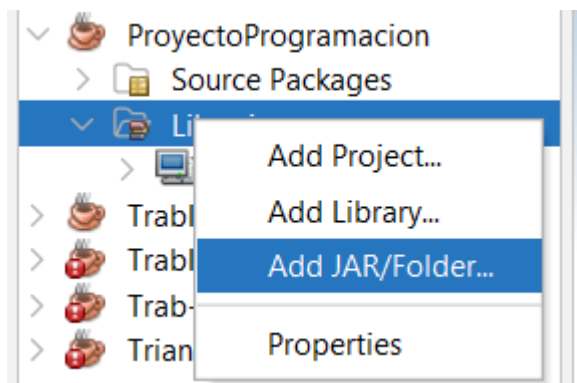 ProyectoProgramacion
Source Packages
Add Project...
Add Library...
Add JAR/Folder...
Properties